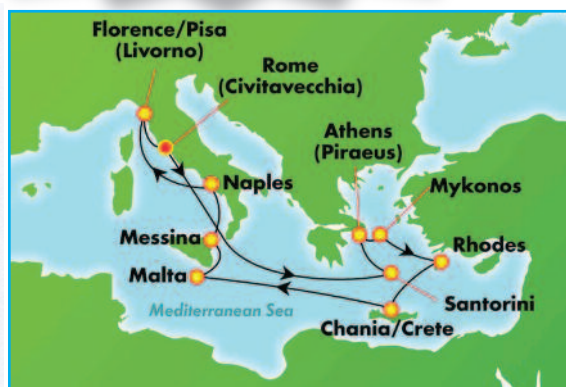 Florence/Pisa
(Livorno)
Rome
(Civitavecchia)
Athens
(Piraeus)
Naples
Mykonos
Messina
Rhodes
Malta
Santorini
Mediterranean Sea
Chania/Crete